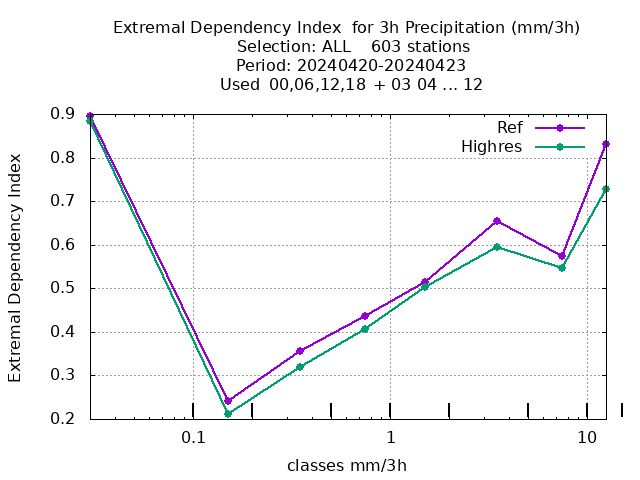 Extremal Dependency Index  for 3h Precipitation (mm/3h)
Selection: ALL    603 stations
Period: 20240420-20240423
Used 00,06,12,18 + 03 04 ... 12
Ref
Highres
0.9
0.8
0.7
0.6
0.5
0.4
0.3
0.2
Extremal Dependency Index
0.1
1
10
classes mm/3h